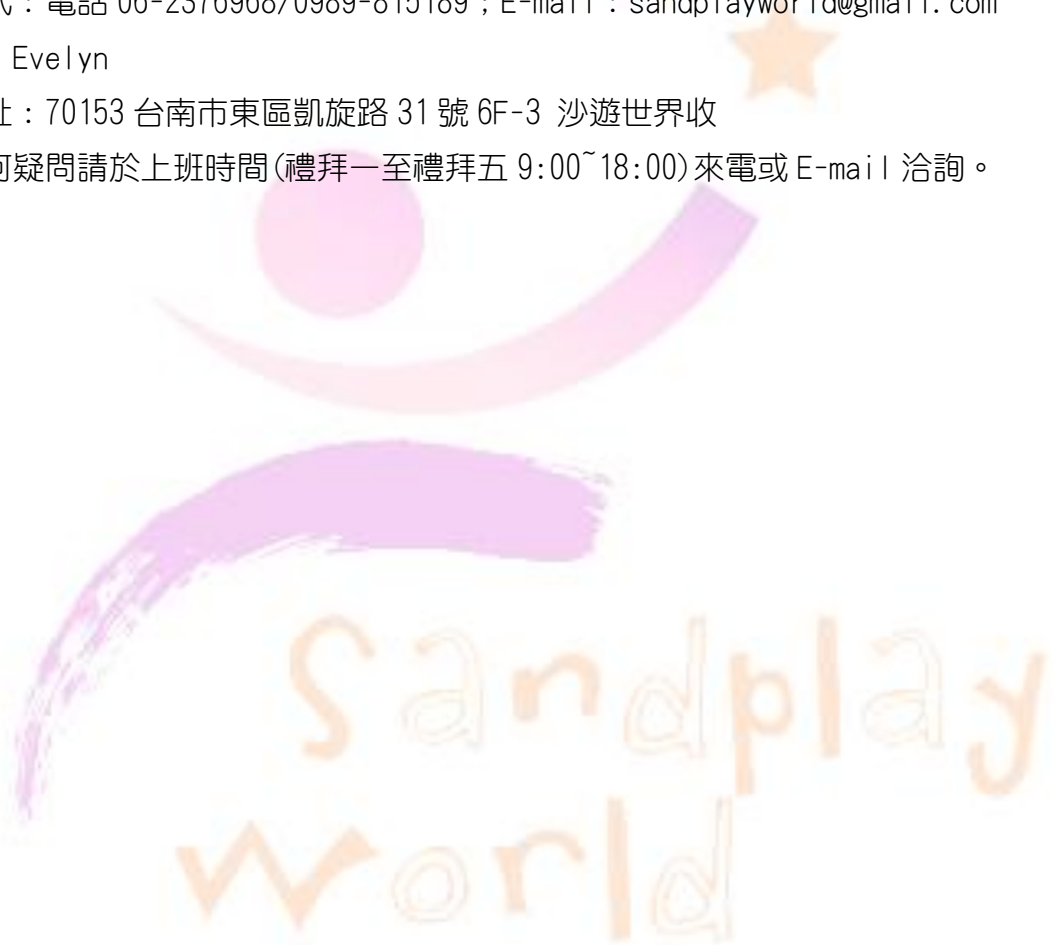 式：電話 06-2376968/0989-815189；E-mail：sandplayworld@gmail.com
Evelyn
址：70153 台南市東區凱旋路 31 號 6F-3 沙遊世界收
何疑問請於上班時間(禮拜一至禮拜五 9:00~18:00)來電或 E-mail 洽詢。
Sandplay
world